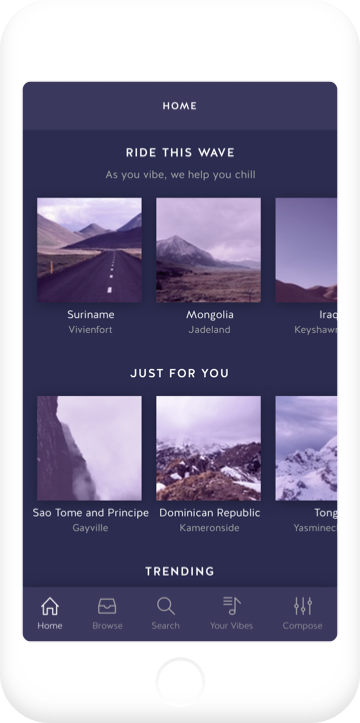 HOME
RIDE THIS WAVE
As you vibe, we help you chill
Suriname Mongolia Iraq
Vivienfort Jadeland Keyshawn
JUST FOR YOU
Sao Tome and Principe Dominican Republic Tong
Gayville Kameronside Yasmine
TRENDING
Home Browse Search Your Vibes Compose